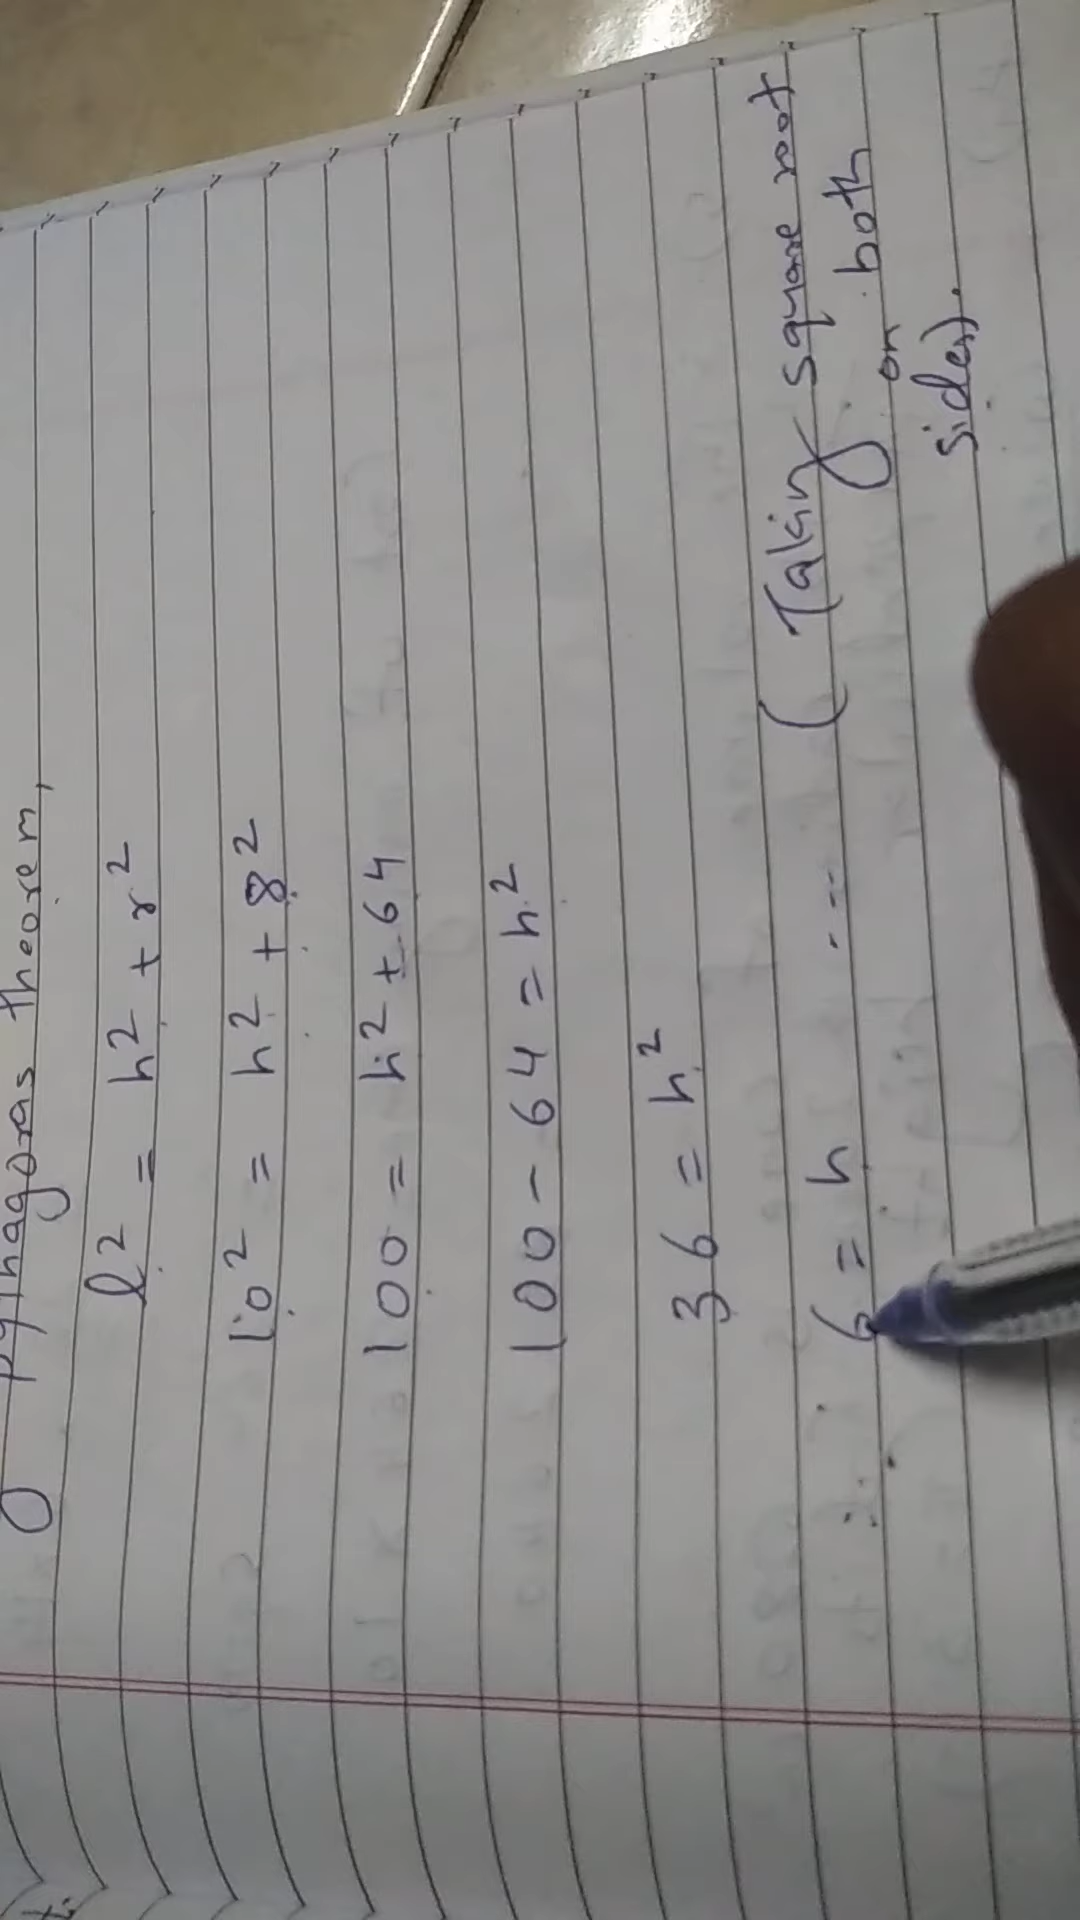 pythagoras theorem,
l² = h² + r²
10² = h² + 8²
100 = h² + 64
100 - 64 = h²
36 = h²
∴ 6 = h ... (Taking square root
on both
sides).